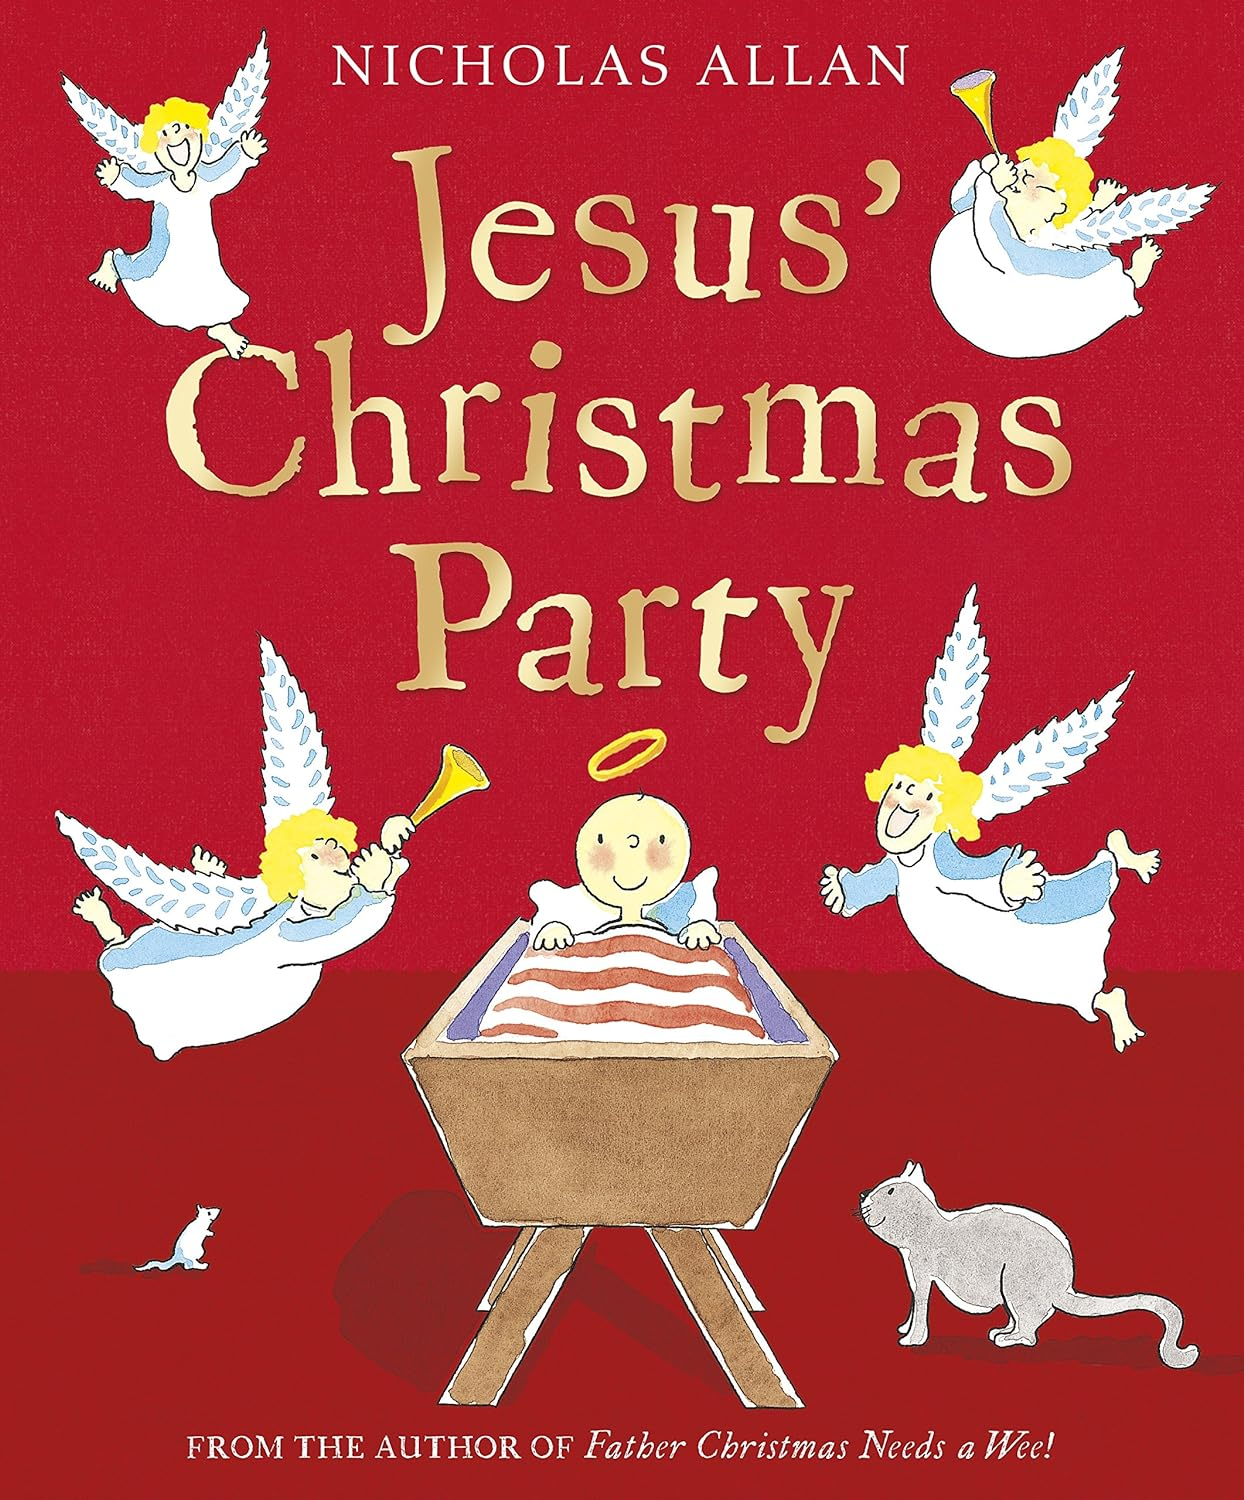 NICHOLAS ALLAN
Jesus’
Christmas
Party
FROM THE AUTHOR OF Father Christmas Needs a Wee!